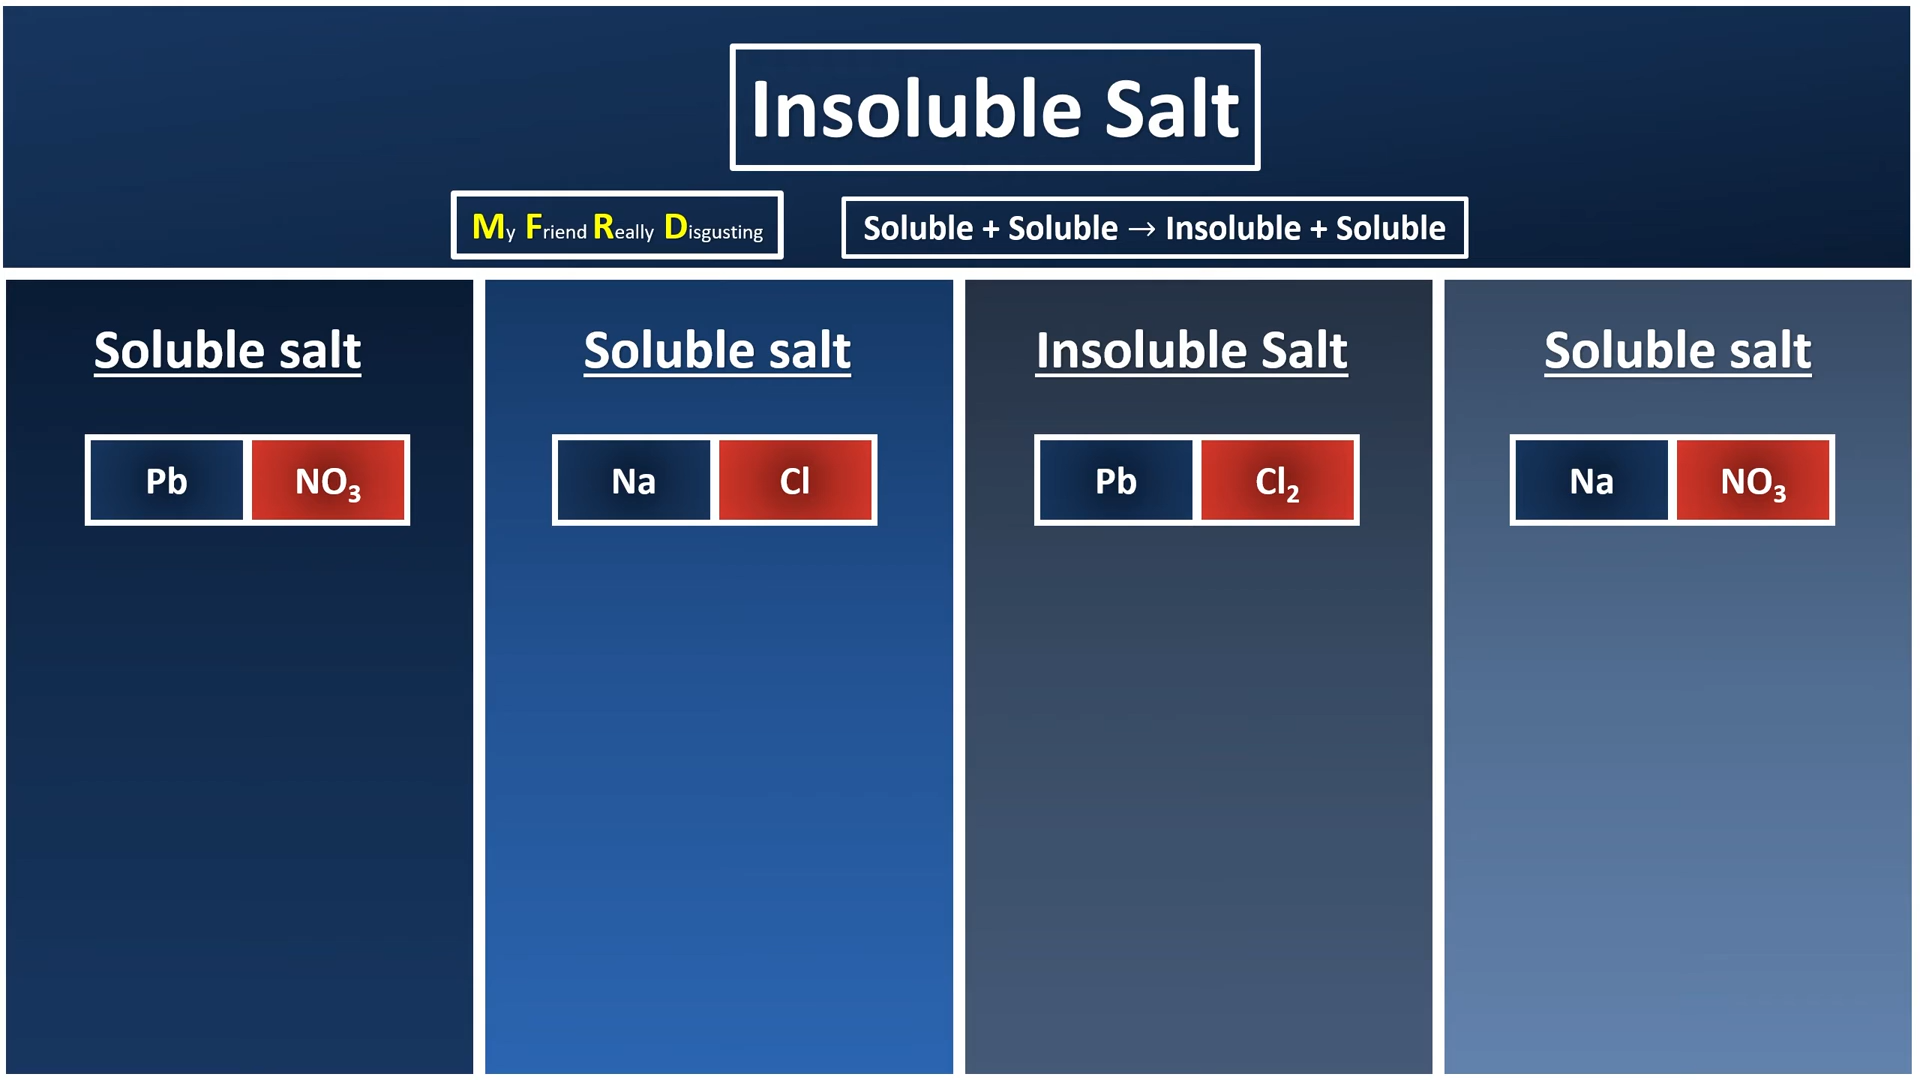 Insoluble Salt
My Friend Really Disgusting
Soluble + Soluble → Insoluble + Soluble
Soluble salt
Soluble salt
Insoluble Salt
Soluble salt
Pb NO₃
Na Cl
Pb Cl₂
Na NO₃